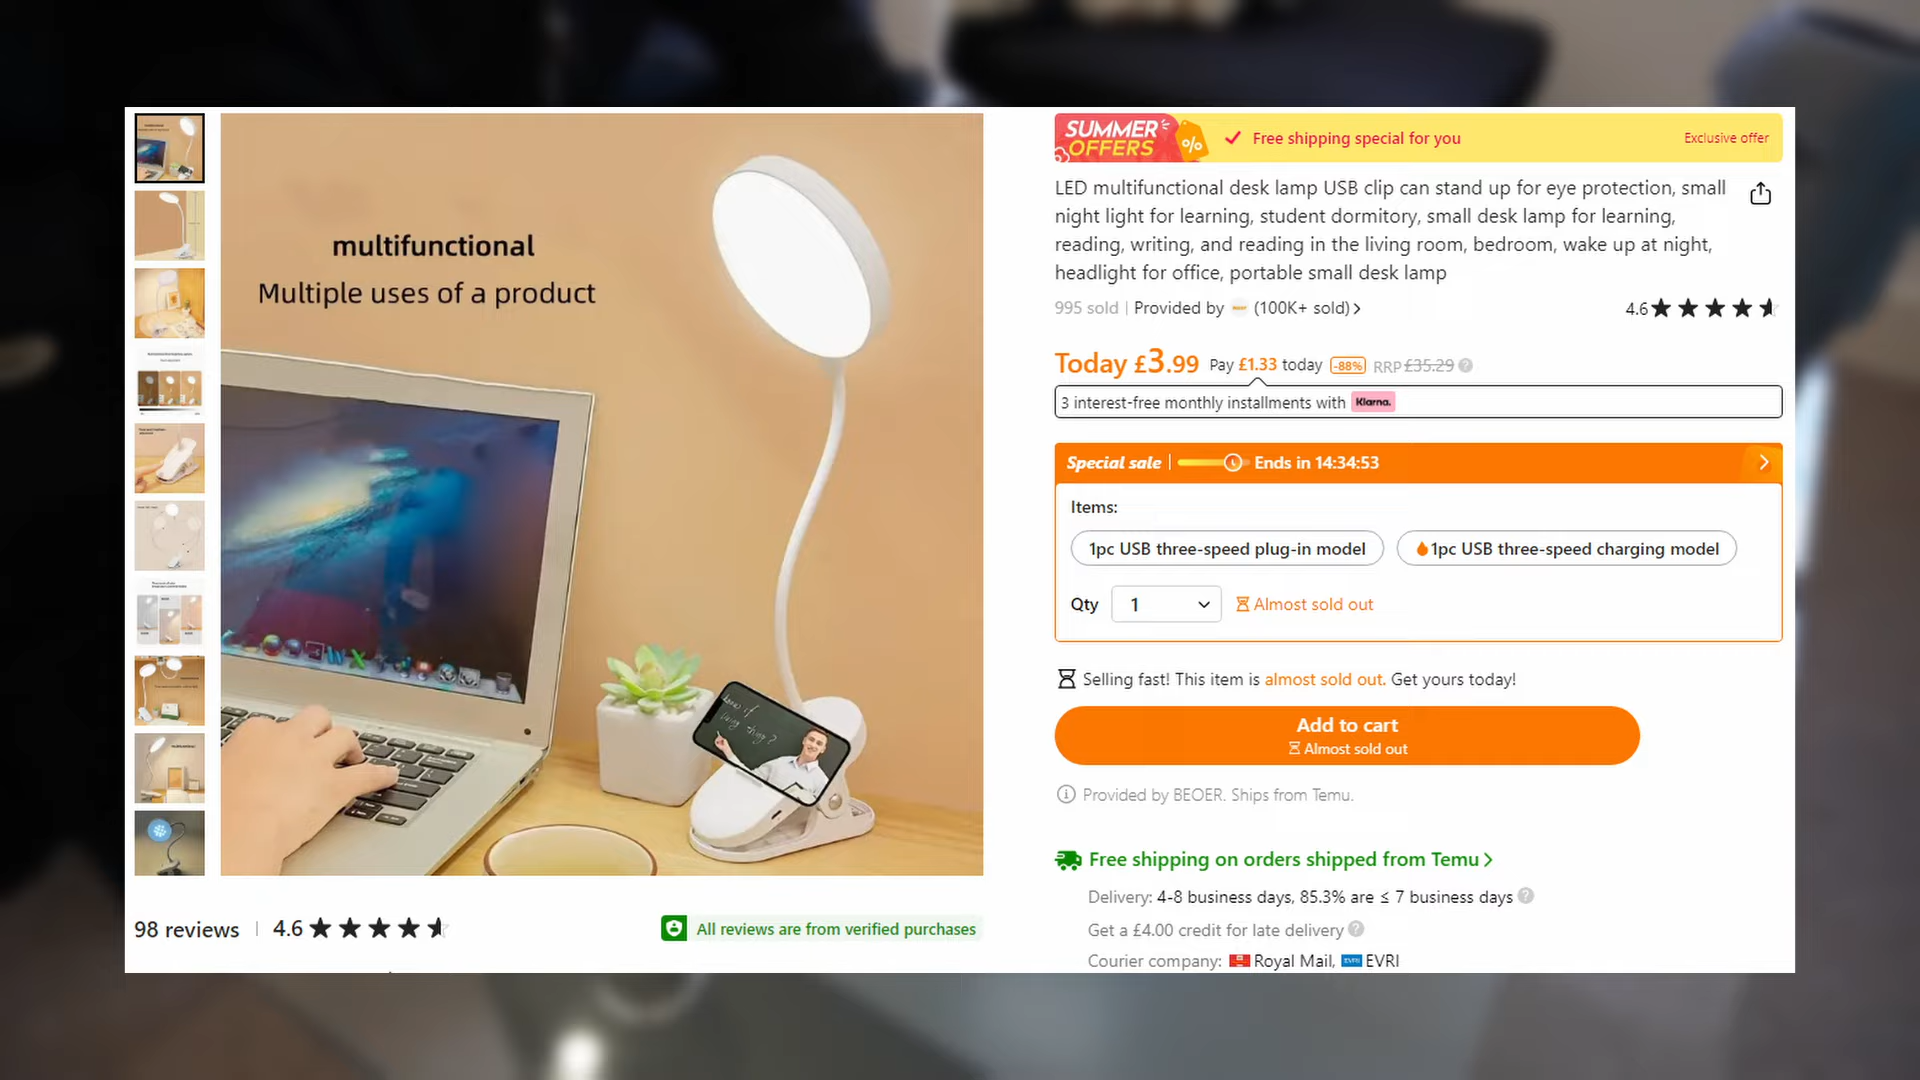 multifunctional
Multiple uses of a product
98 reviews
4.6
All reviews are from verified purchases
SUMMER
OFFERS
%
Free shipping special for you
Exclusive offer
LED multifunctional desk lamp USB clip can stand up for eye protection, small
night light for learning, student dormitory, small desk lamp for learning,
reading, writing, and reading in the living room, bedroom, wake up at night,
headlight for office, portable small desk lamp
995 sold | Provided by (100K+ sold) >
4.6
Today £3.99 Pay £1.33 today -88% RRP £35.29 ?
3 interest-free monthly installments with Klarna.
Special sale | Ends in 14:34:53
Items:
1pc USB three-speed plug-in model
1pc USB three-speed charging model
Qty 1 Almost sold out
Selling fast! This item is almost sold out. Get yours today!
Add to cart
Almost sold out
Provided by BEOER. Ships from Temu.
Free shipping on orders shipped from Temu >
Delivery: 4-8 business days, 85.3% are ≤ 7 business days ?
Get a £4.00 credit for late delivery ?
Courier company: Royal Mail, EVRI